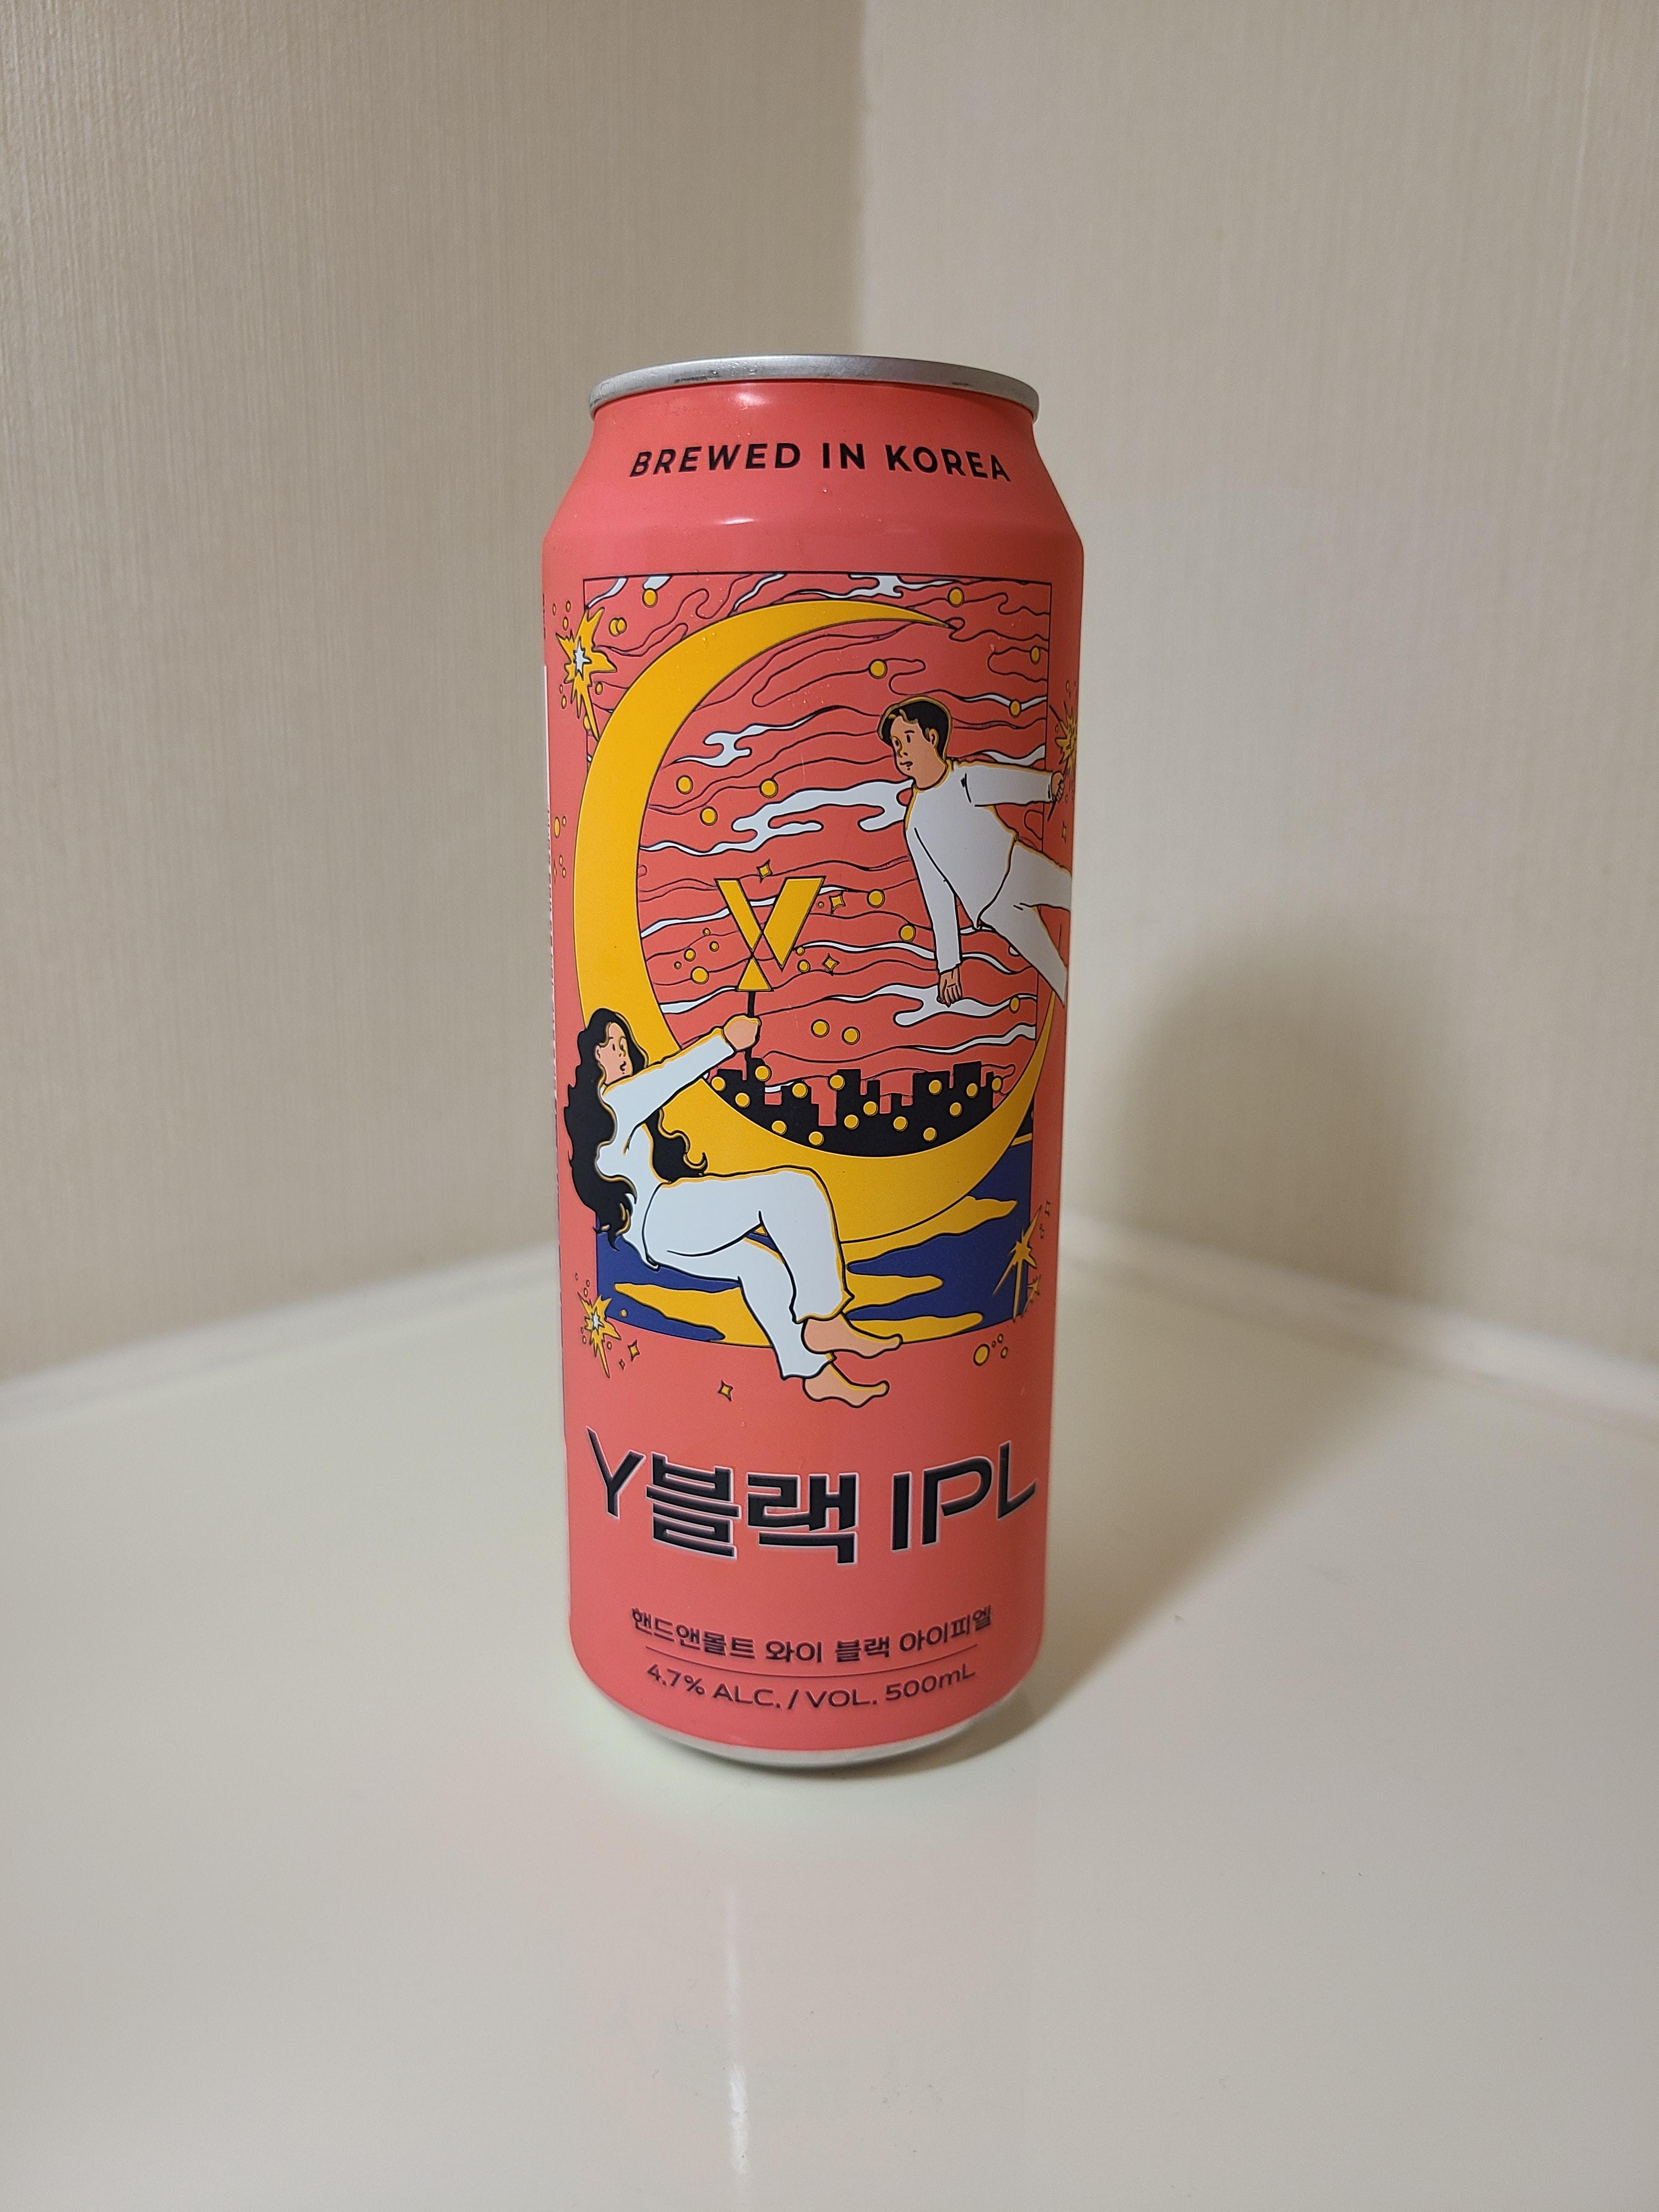 BREWED IN KOREA
Y블랙 IPL
핸드앤몰트 와이 블랙 아이피엘
4.7% ALC. / VOL. 500mL